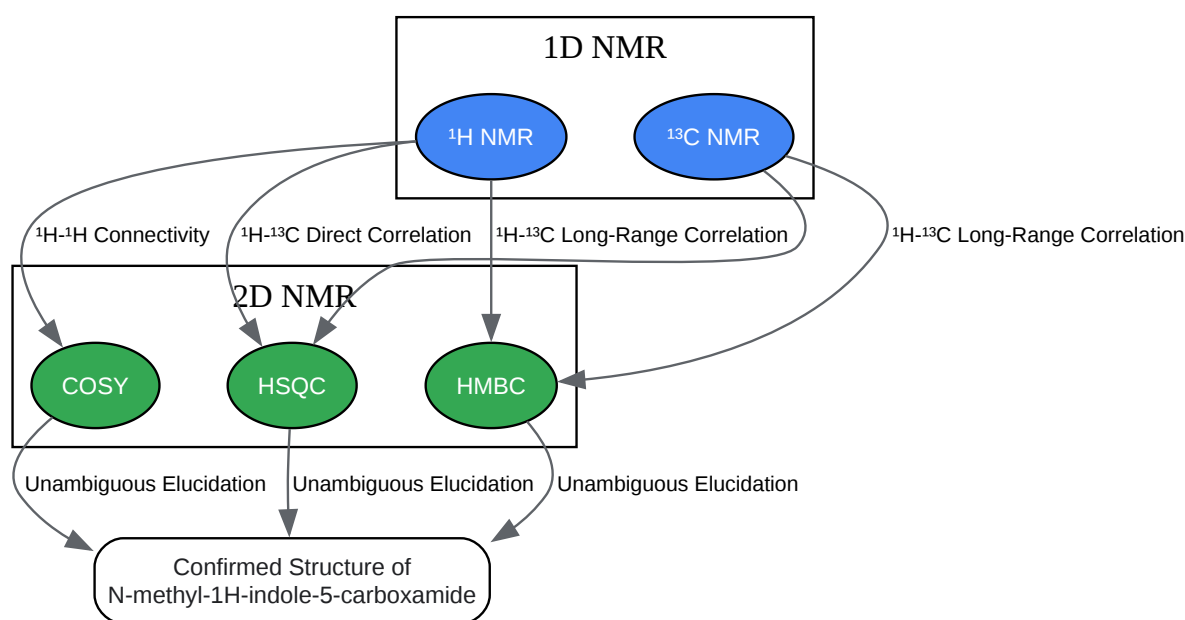 1D NMR
¹H NMR
¹³C NMR
¹H-¹H Connectivity
¹H-¹³C Direct Correlation
¹H-¹³C Long-Range Correlation
¹H-¹³C Long-Range Correlation
2D NMR
COSY
HSQC
HMBC
Unambiguous Elucidation
Unambiguous Elucidation
Unambiguous Elucidation
Confirmed Structure of
N-methyl-1H-indole-5-carboxamide